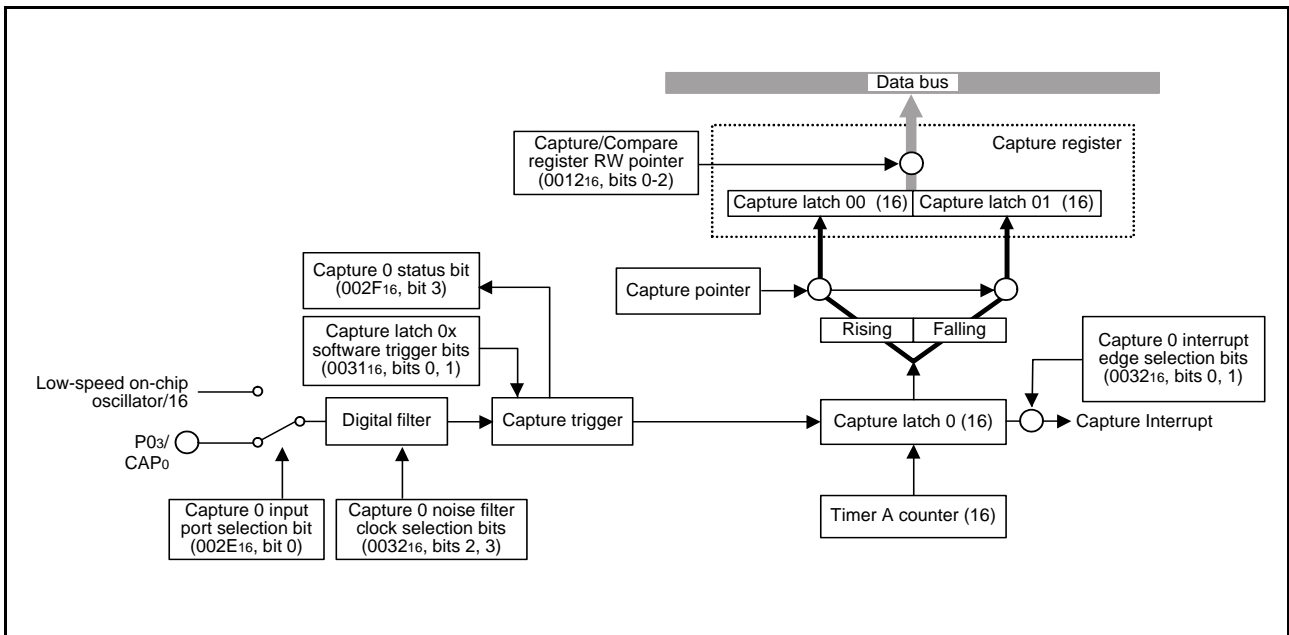 Data bus
Capture/Compare
register RW pointer
(0012₁₆, bits 0-2)
Capture register
Capture latch 00 (16)
Capture latch 01 (16)
Capture 0 status bit
(002F₁₆, bit 3)
Capture pointer
Rising
Falling
Capture latch 0x
software trigger bits
(0031₁₆, bits 0, 1)
Capture 0 interrupt
edge selection bits
(0032₁₆, bits 0, 1)
Low-speed on-chip
oscillator/16
P0₃/
CAP₀
Digital filter
Capture trigger
Capture latch 0 (16)
Capture Interrupt
Capture 0 input
port selection bit
(002E₁₆, bit 0)
Capture 0 noise filter
clock selection bits
(0032₁₆, bits 2, 3)
Timer A counter (16)